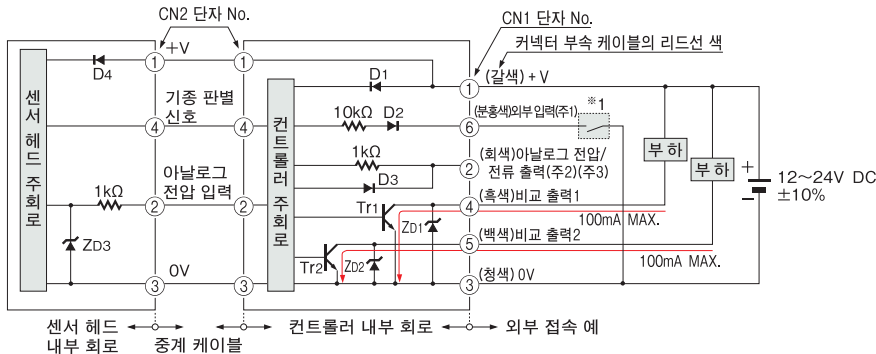 CN2 단자 No.
CN1 단자 No.
커넥터 부속 케이블의 리드선 색
+V
1
1
D4
D1
1
(갈색) + V
기종 판별
신호
4
4
10kΩ
D2
6
(분홍색)외부 입력(주1)
※1
센서 헤드 주회로
컨트롤러 주회로
1kΩ
D3
2
(회색)아날로그 전압/
전류 출력(주2)(주3)
부하
부하
아날로그
전압 입력
1kΩ
2
2
Tr1
ZD1
4
(흑색)비교 출력1
100mA MAX.
+
−
12~24V DC
±10%
ZD3
Tr2
ZD2
5
(백색)비교 출력2
100mA MAX.
0V
3
3
3
(청색) 0V
센서 헤드
내부 회로
중계 케이블
컨트롤러 내부 회로
외부 접속 예